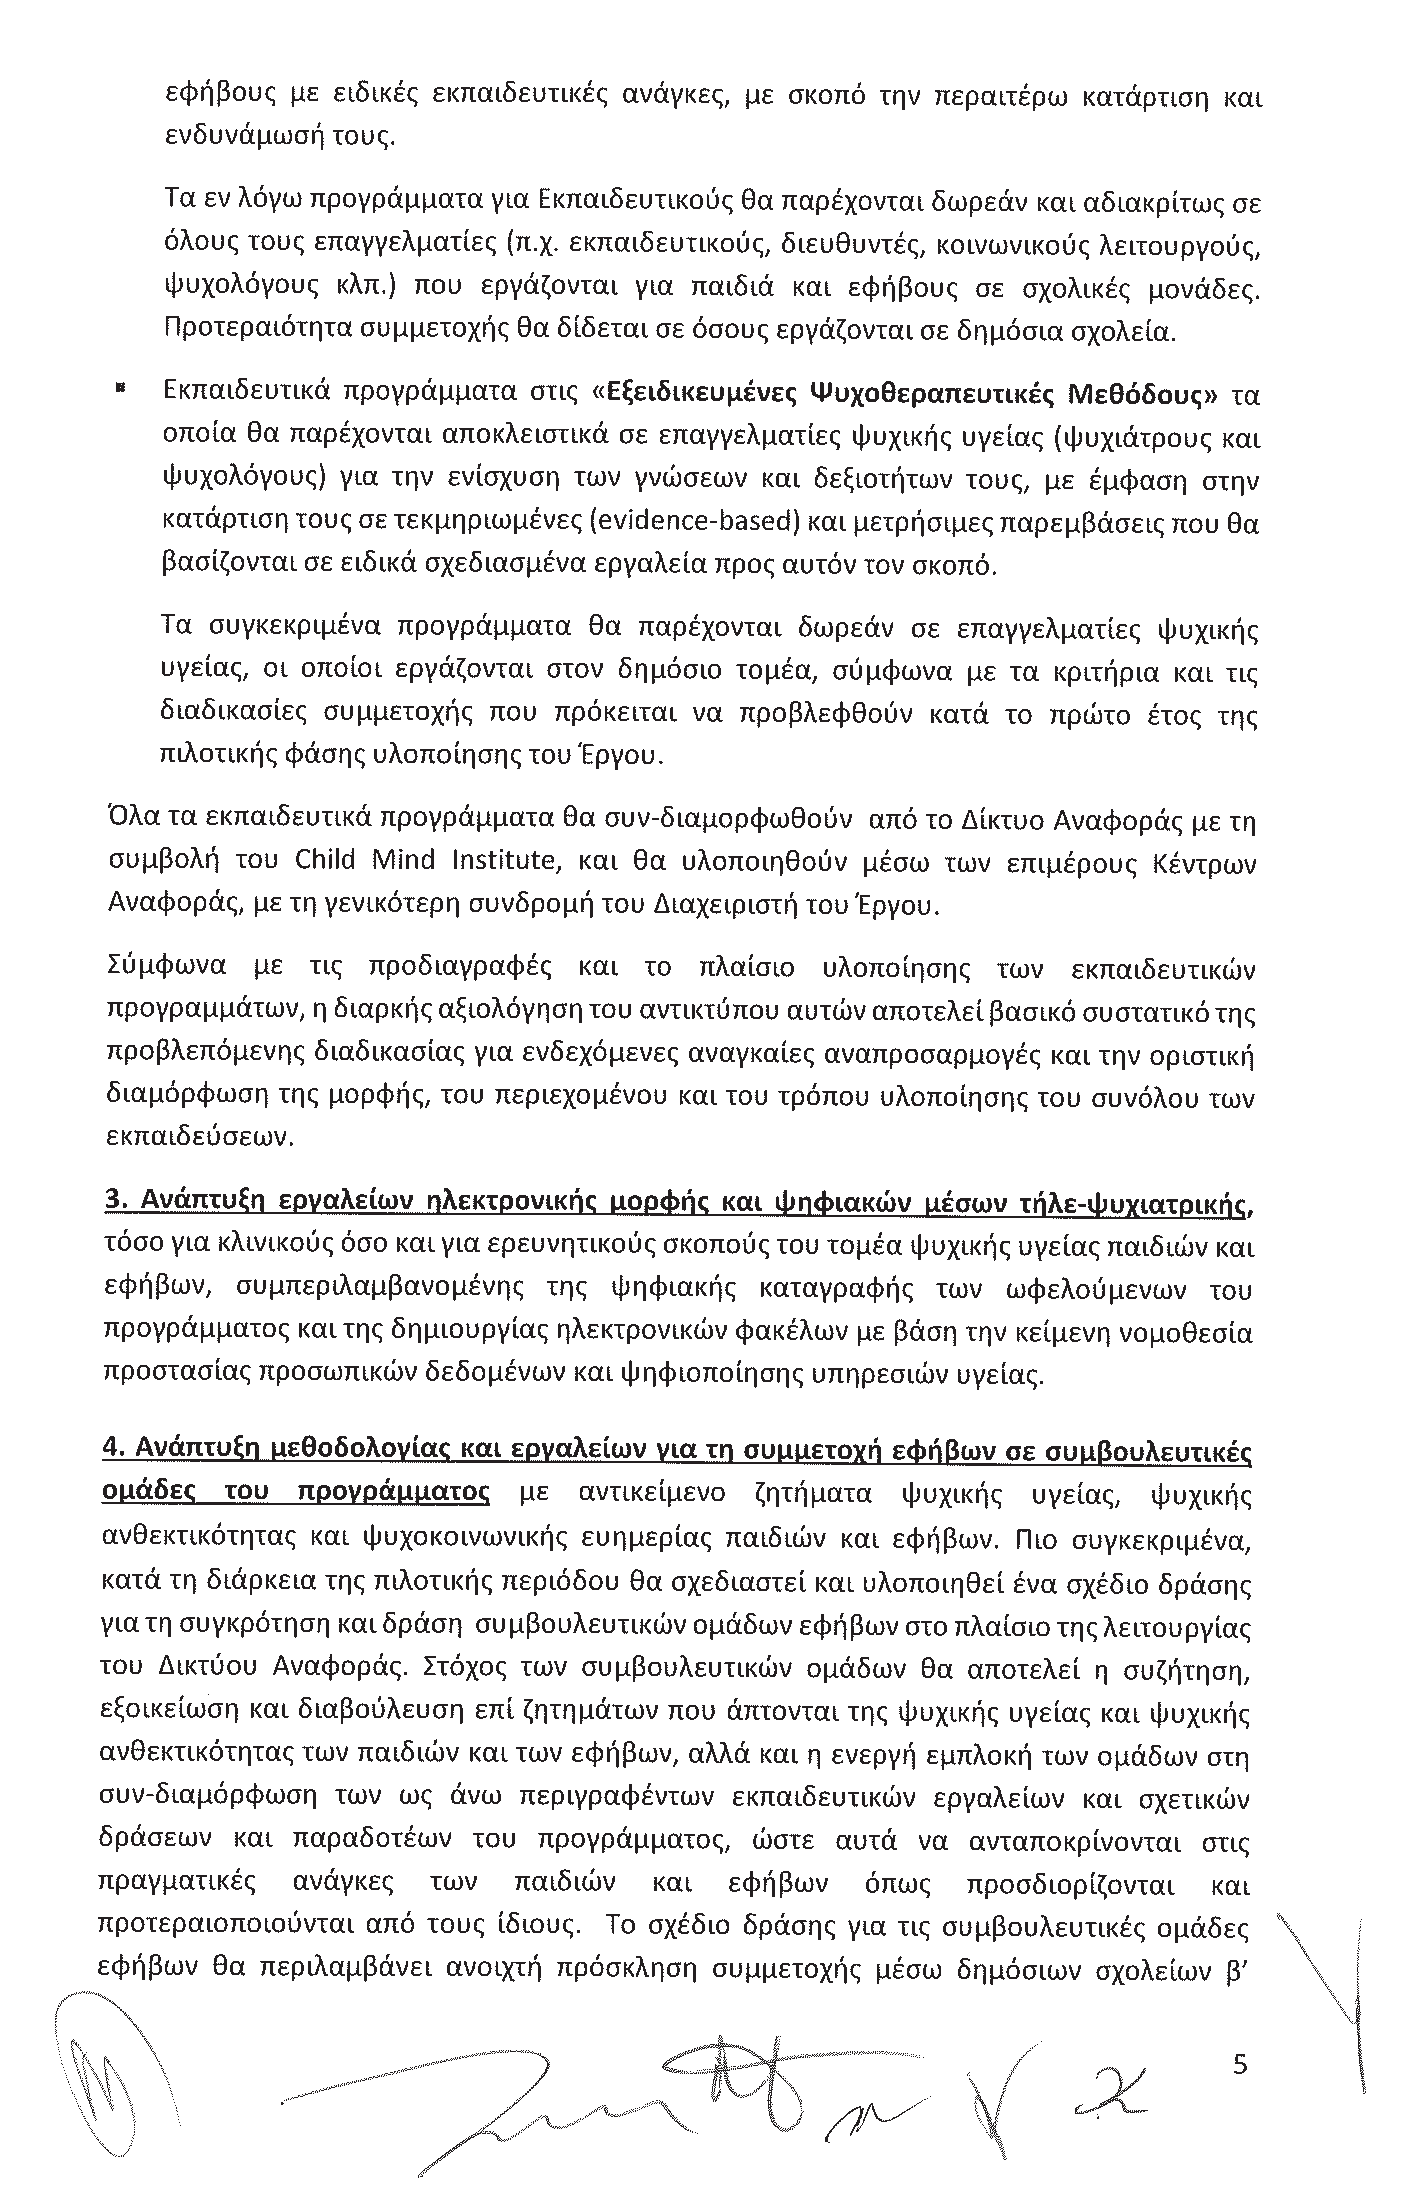 εφήβους με ειδικές εκπαιδευτικές ανάγκες, με σκοπό την περαιτέρω κατάρτιση και
ενδυνάμωσή τους.
Τα εν λόγω προγράμματα για Εκπαιδευτικούς θα παρέχονται δωρεάν και αδιακρίτως σε
όλους τους επαγγελματίες (π.χ. εκπαιδευτικούς, διευθυντές, κοινωνικούς λειτουργούς,
ψυχολόγους κλπ.) που εργάζονται για παιδιά και εφήβους σε σχολικές μονάδες.
Προτεραιότητα συμμετοχής θα δίδεται σε όσους εργάζονται σε δημόσια σχολεία.
▪ Εκπαιδευτικά προγράμματα στις «Εξειδικευμένες Ψυχοθεραπευτικές Μεθόδους» τα
οποία θα παρέχονται αποκλειστικά σε επαγγελματίες ψυχικής υγείας (ψυχιάτρους και
ψυχολόγους) για την ενίσχυση των γνώσεων και δεξιοτήτων τους, με έμφαση στην
κατάρτιση τους σε τεκμηριωμένες (evidence-based) και μετρήσιμες παρεμβάσεις που θα
βασίζονται σε ειδικά σχεδιασμένα εργαλεία προς αυτόν τον σκοπό.
Τα συγκεκριμένα προγράμματα θα παρέχονται δωρεάν σε επαγγελματίες ψυχικής
υγείας, οι οποίοι εργάζονται στον δημόσιο τομέα, σύμφωνα με τα κριτήρια και τις
διαδικασίες συμμετοχής που πρόκειται να προβλεφθούν κατά το πρώτο έτος της
πιλοτικής φάσης υλοποίησης του Έργου.
Όλα τα εκπαιδευτικά προγράμματα θα συν-διαμορφωθούν από το Δίκτυο Αναφοράς με τη
συμβολή του Child Mind Institute, και θα υλοποιηθούν μέσω των επιμέρους Κέντρων
Αναφοράς, με τη γενικότερη συνδρομή του Διαχειριστή του Έργου.
Σύμφωνα με τις προδιαγραφές και το πλαίσιο υλοποίησης των εκπαιδευτικών
προγραμμάτων, η διαρκής αξιολόγηση του αντικτύπου αυτών αποτελεί βασικό συστατικό της
προβλεπόμενης διαδικασίας για ενδεχόμενες αναγκαίες αναπροσαρμογές και την οριστική
διαμόρφωση της μορφής, του περιεχομένου και του τρόπου υλοποίησης του συνόλου των
εκπαιδεύσεων.
3. Ανάπτυξη εργαλείων ηλεκτρονικής μορφής και ψηφιακών μέσων τήλε-ψυχιατρικής,
τόσο για κλινικούς όσο και για ερευνητικούς σκοπούς του τομέα ψυχικής υγείας παιδιών και
εφήβων, συμπεριλαμβανομένης της ψηφιακής καταγραφής των ωφελούμενων του
προγράμματος και της δημιουργίας ηλεκτρονικών φακέλων με βάση την κείμενη νομοθεσία
προστασίας προσωπικών δεδομένων και ψηφιοποίησης υπηρεσιών υγείας.
4. Ανάπτυξη μεθοδολογίας και εργαλείων για τη συμμετοχή εφήβων σε συμβουλευτικές
ομάδες του προγράμματος με αντικείμενο ζητήματα ψυχικής υγείας, ψυχικής
ανθεκτικότητας και ψυχοκοινωνικής ευημερίας παιδιών και εφήβων. Πιο συγκεκριμένα,
κατά τη διάρκεια της πιλοτικής περιόδου θα σχεδιαστεί και υλοποιηθεί ένα σχέδιο δράσης
για τη συγκρότηση και δράση συμβουλευτικών ομάδων εφήβων στο πλαίσιο της λειτουργίας
του Δικτύου Αναφοράς. Στόχος των συμβουλευτικών ομάδων θα αποτελεί η συζήτηση,
εξοικείωση και διαβούλευση επί ζητημάτων που άπτονται της ψυχικής υγείας και ψυχικής
ανθεκτικότητας των παιδιών και των εφήβων, αλλά και η ενεργή εμπλοκή των ομάδων στη
συν-διαμόρφωση των ως άνω περιγραφέντων εκπαιδευτικών εργαλείων και σχετικών
δράσεων και παραδοτέων του προγράμματος, ώστε αυτά να ανταποκρίνονται στις
πραγματικές ανάγκες των παιδιών και εφήβων όπως προσδιορίζονται και
προτεραιοποιούνται από τους ίδιους. Το σχέδιο δράσης για τις συμβουλευτικές ομάδες
εφήβων θα περιλαμβάνει ανοιχτή πρόσκληση συμμετοχής μέσω δημόσιων σχολείων β’
5